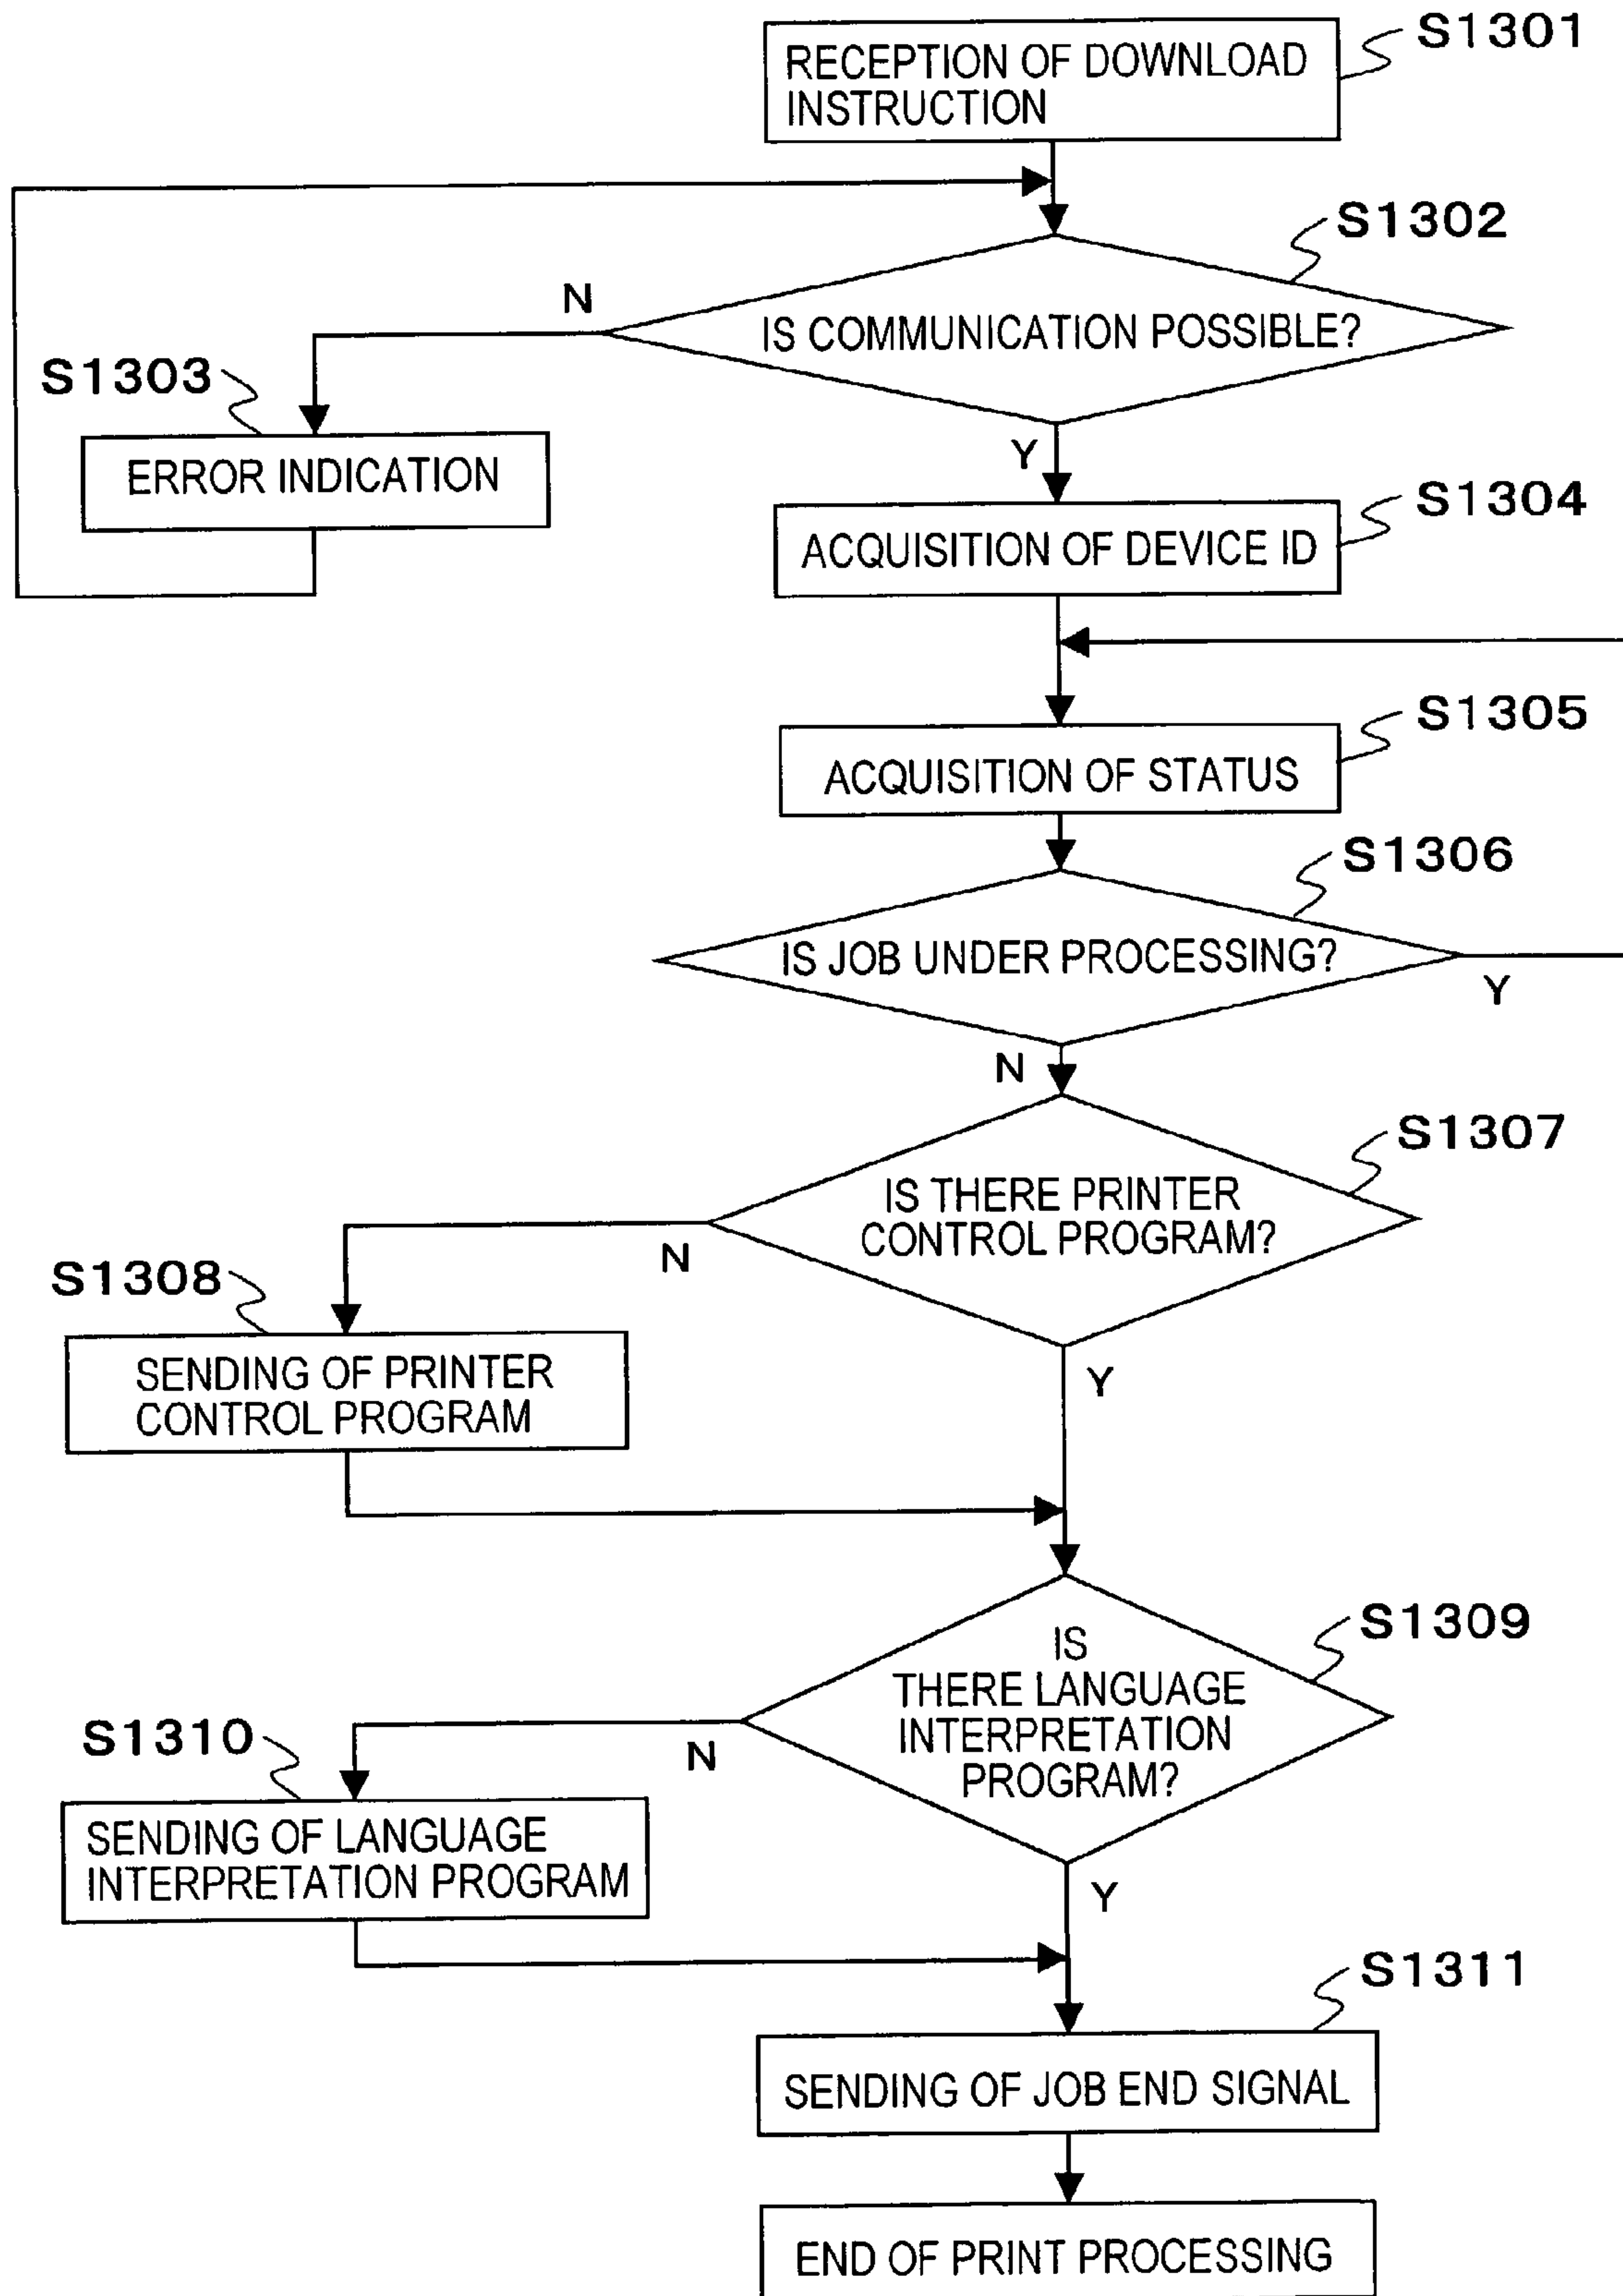 S1301
RECEPTION OF DOWNLOAD
INSTRUCTION
S1302
N
IS COMMUNICATION POSSIBLE?
S1303
Y
ERROR INDICATION
S1304
ACQUISITION OF DEVICE ID
S1305
ACQUISITION OF STATUS
S1306
IS JOB UNDER PROCESSING?
Y
N
S1307
IS THERE PRINTER
CONTROL PROGRAM?
N
S1308
SENDING OF PRINTER
CONTROL PROGRAM
Y
S1309
IS
THERE LANGUAGE
INTERPRETATION
PROGRAM?
S1310
N
SENDING OF LANGUAGE
INTERPRETATION PROGRAM
Y
S1311
SENDING OF JOB END SIGNAL
END OF PRINT PROCESSING